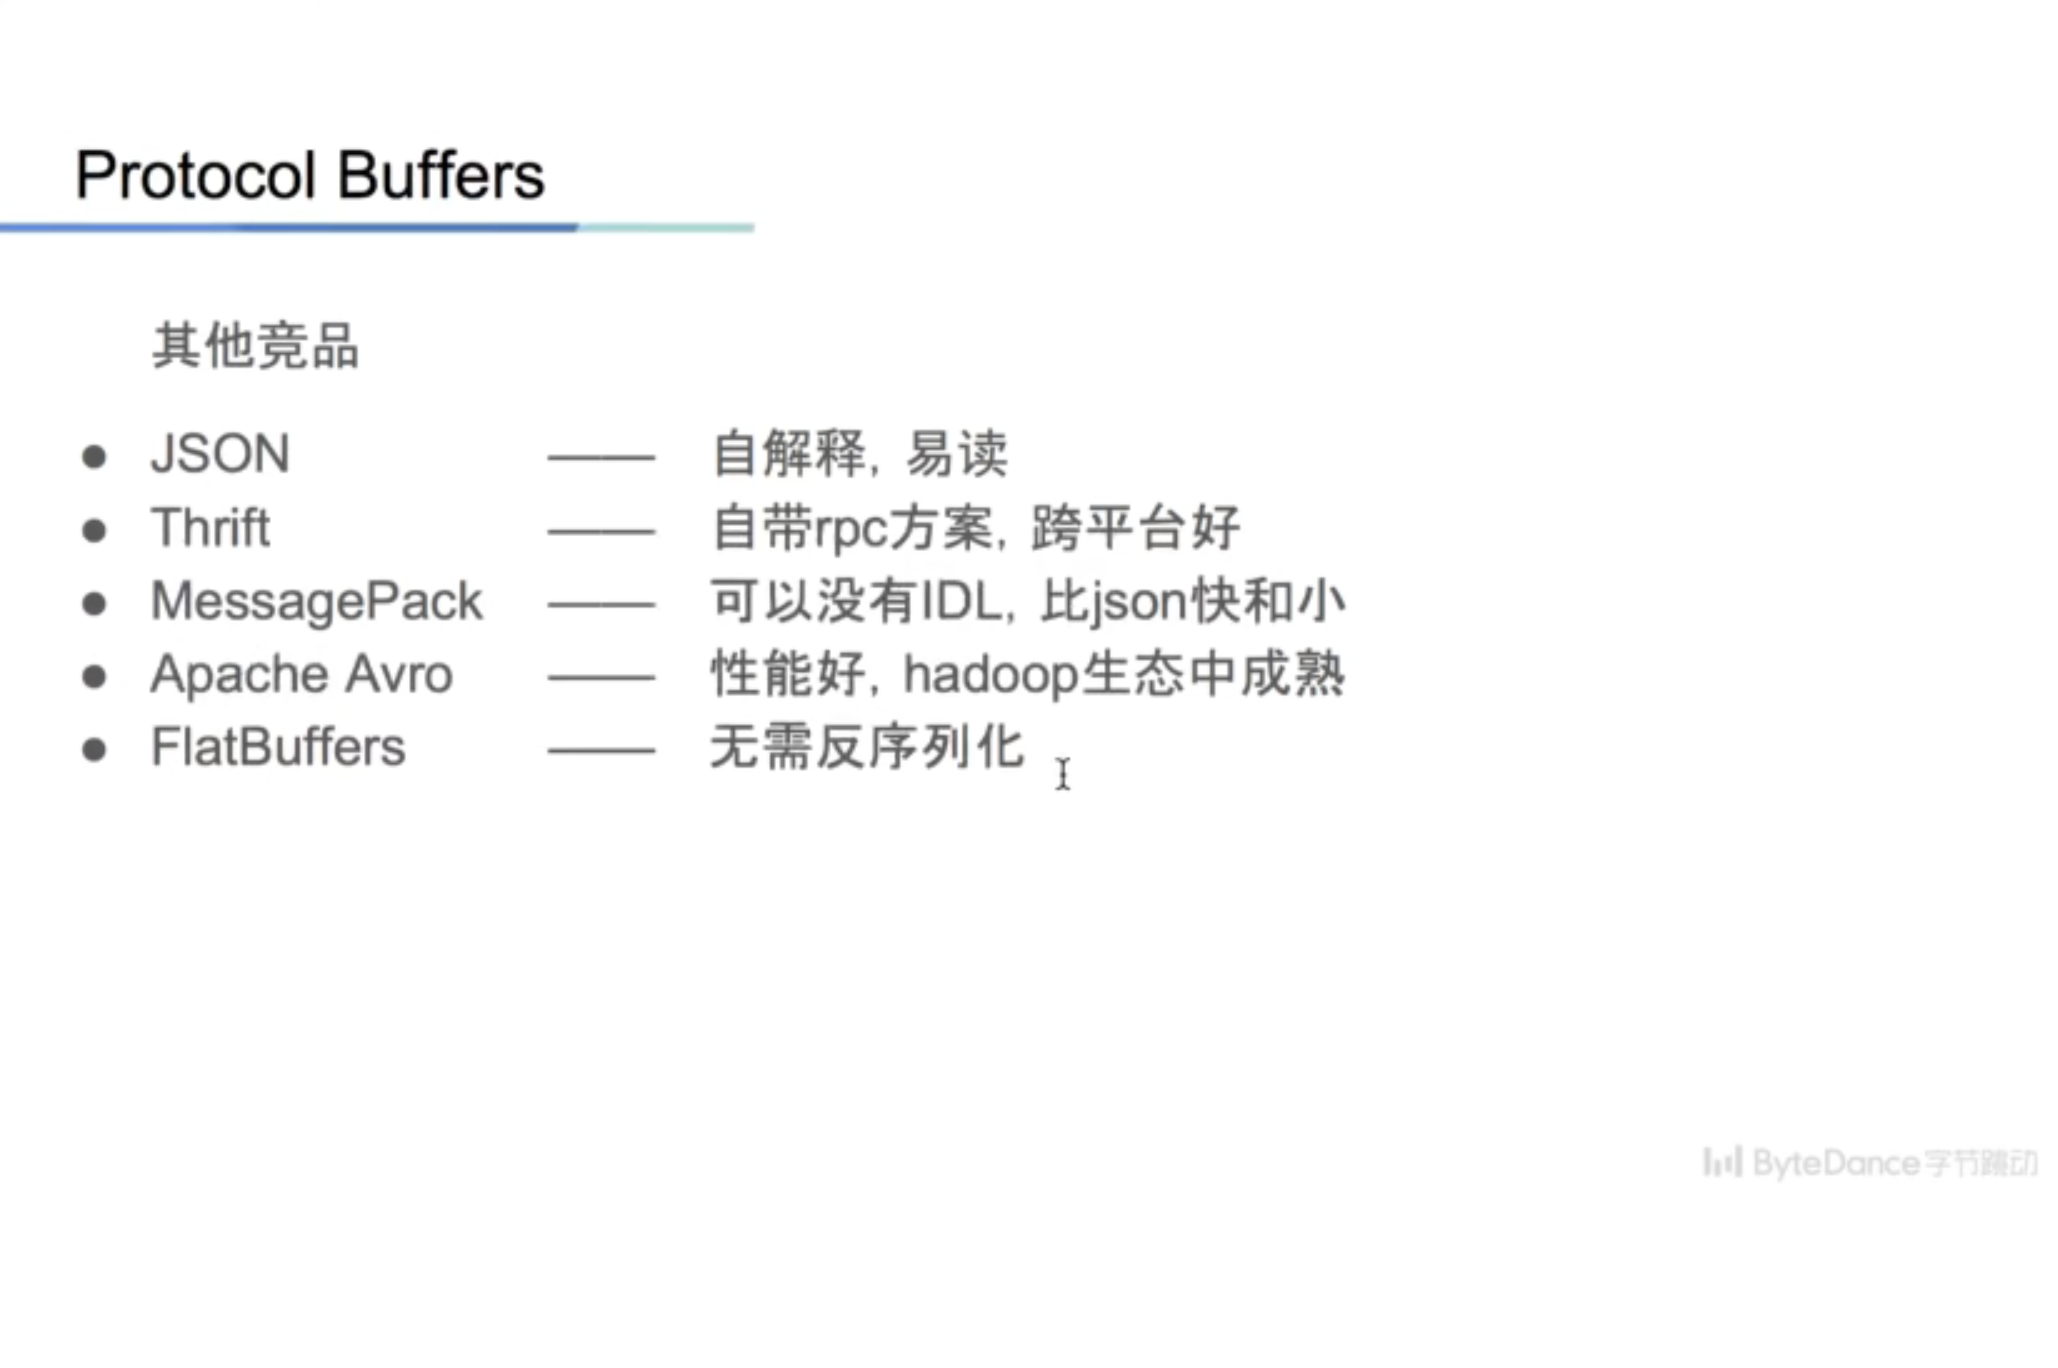 Protocol Buffers
其他竞品
● JSON —— 自解释, 易读
● Thrift —— 自带rpc方案, 跨平台好
● MessagePack —— 可以没有IDL, 比json快和小
● Apache Avro —— 性能好, hadoop生态中成熟
● FlatBuffers —— 无需反序列化
ByteDance字节跳动